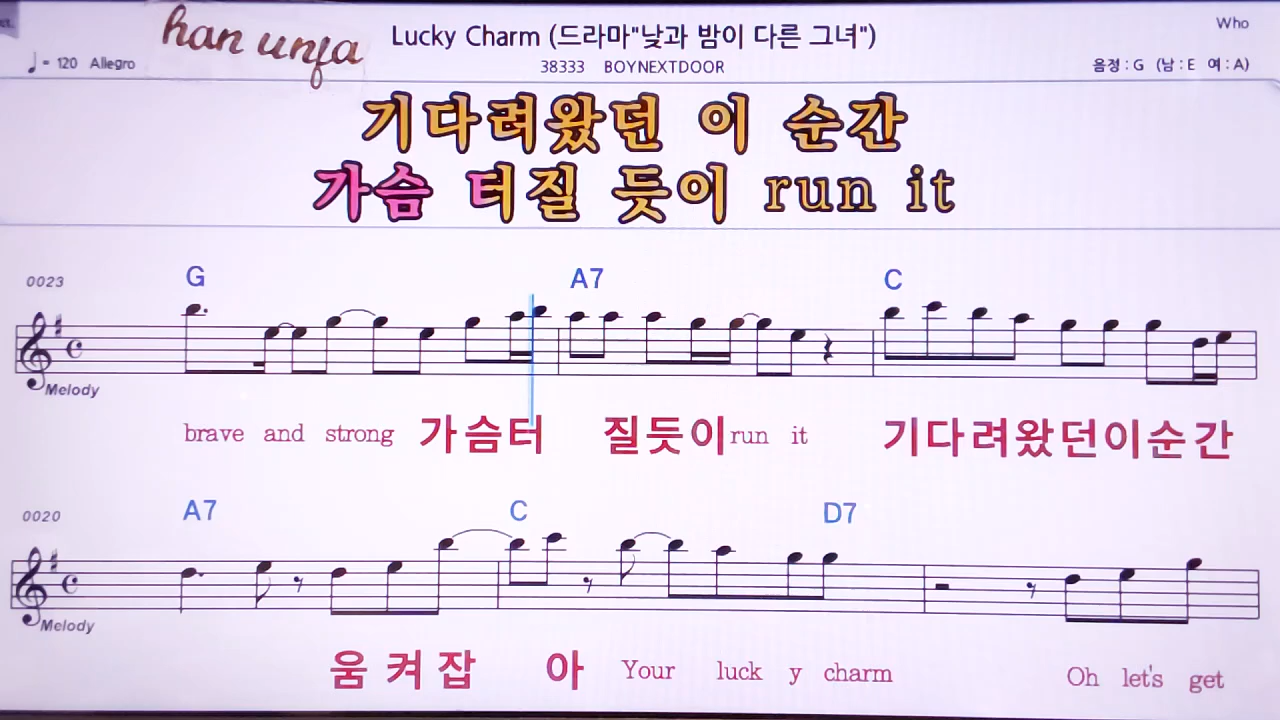 han unfa
Lucky Charm (드라마"낮과 밤이 다른 그녀")
Who
♩= 120 Allegro
38333 BOYNEXTDOOR
음정 : G (남 : E 여 : A)
기다려왔던 이 순간
가슴 터질 듯이 run it
0023
G A7 C
Melody
brave and strong 가슴터 질듯이 run it 기다려왔던이순간
0020
A7 C D7
Melody
움켜잡 아 Your luck y charm Oh let's get